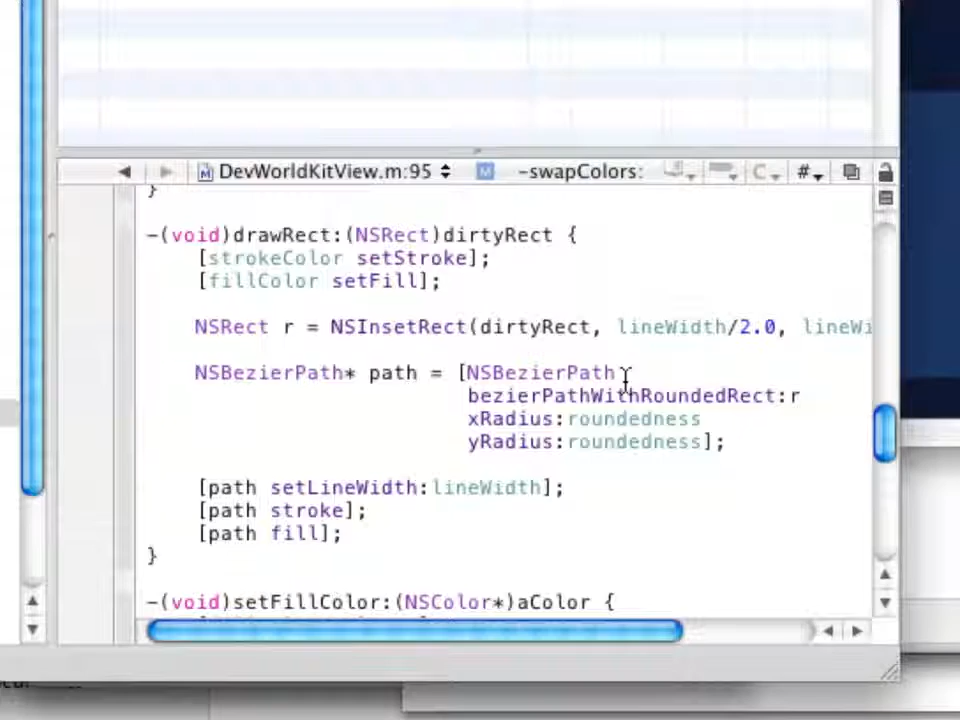 DevWorldKitView.m:95 M -swapColors: C #
}
-(void)drawRect:(NSRect)dirtyRect {
[strokeColor setStroke];
[fillColor setFill];
NSRect r = NSInsetRect(dirtyRect, lineWidth/2.0, lineWi
NSBezierPath* path = [NSBezierPath
bezierPathWithRoundedRect:r
xRadius:roundedness
yRadius:roundedness];
[path setLineWidth:lineWidth];
[path stroke];
[path fill];
}
-(void)setFillColor:(NSColor*)aColor {